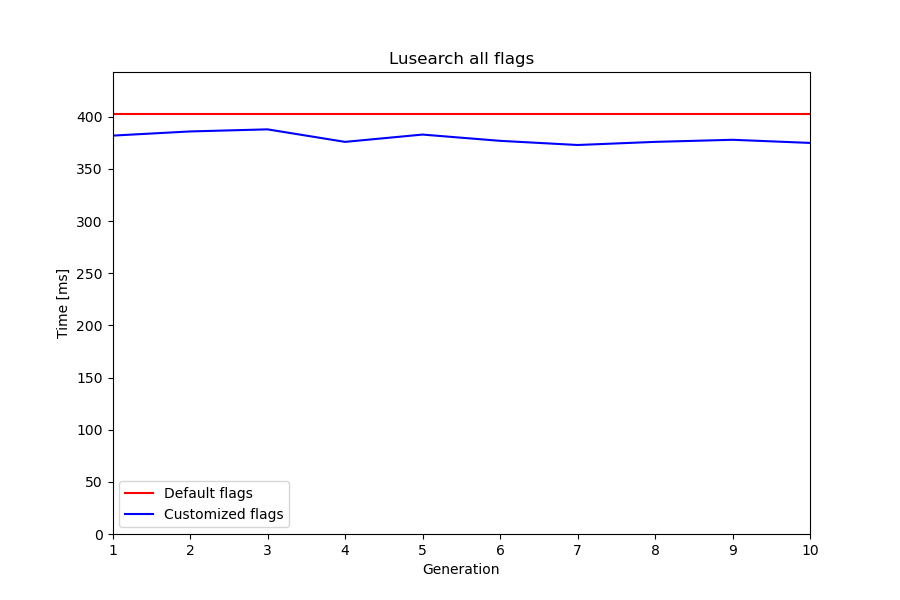 Lusearch all flags
400
350
300
250
200
150
100
50
0
Time [ms]
Default flags
Customized flags
1 2 3 4 5 6 7 8 9 10
Generation